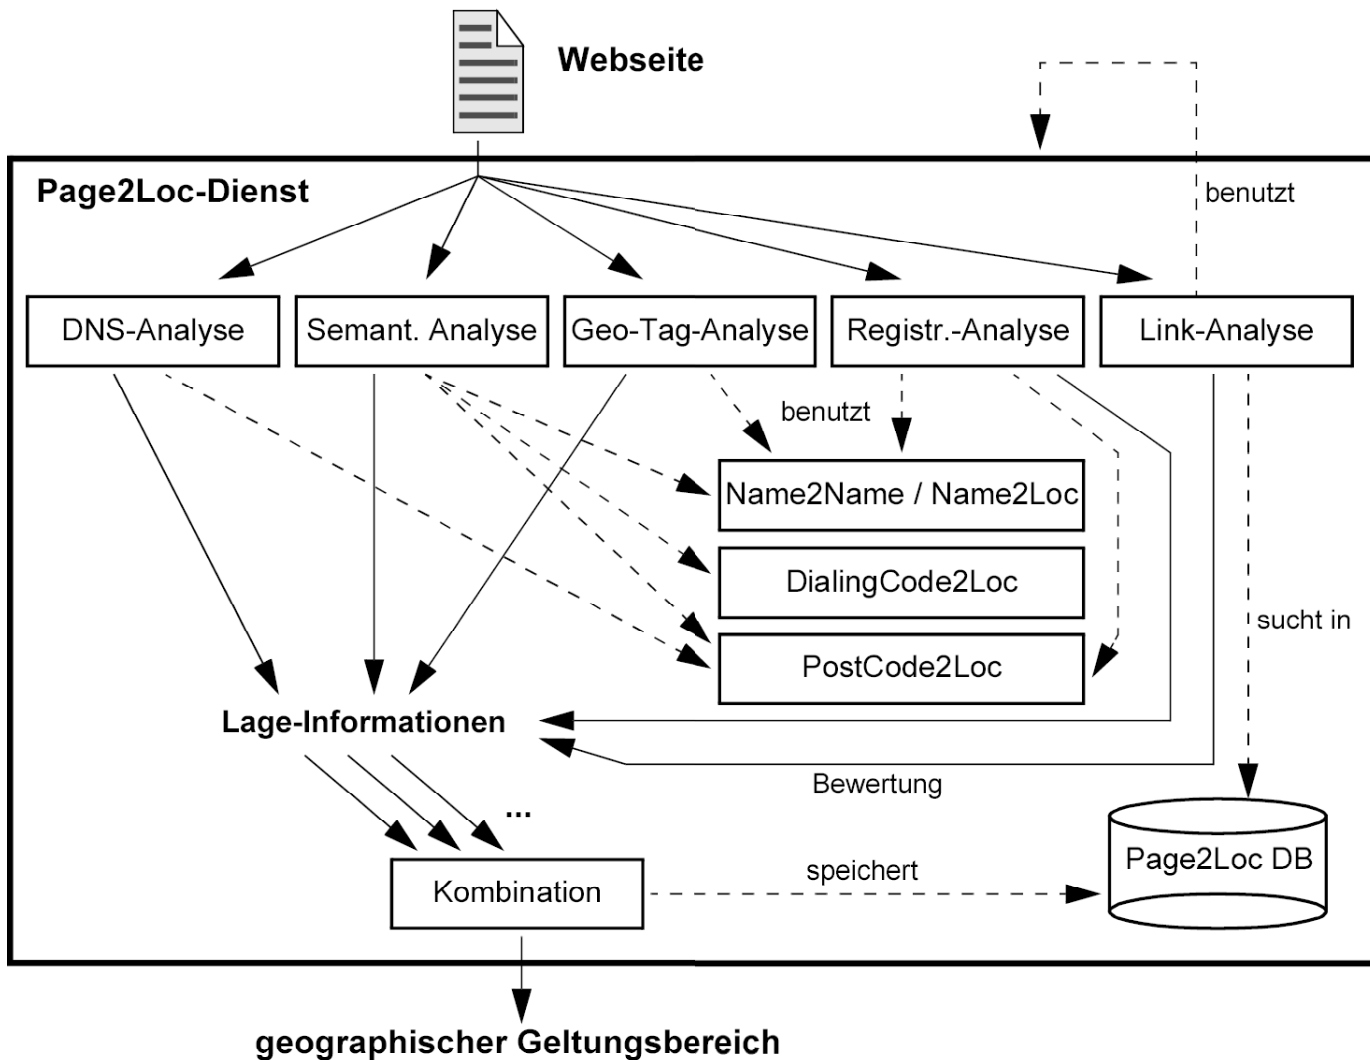 Webseite
Page2Loc-Dienst
benutzt
DNS-Analyse
Semant. Analyse
Geo-Tag-Analyse
Registr.-Analyse
Link-Analyse
benutzt
Name2Name / Name2Loc
DialingCode2Loc
sucht in
PostCode2Loc
Lage-Informationen
Bewertung
...
Page2Loc DB
speichert
Kombination
geographischer Geltungsbereich